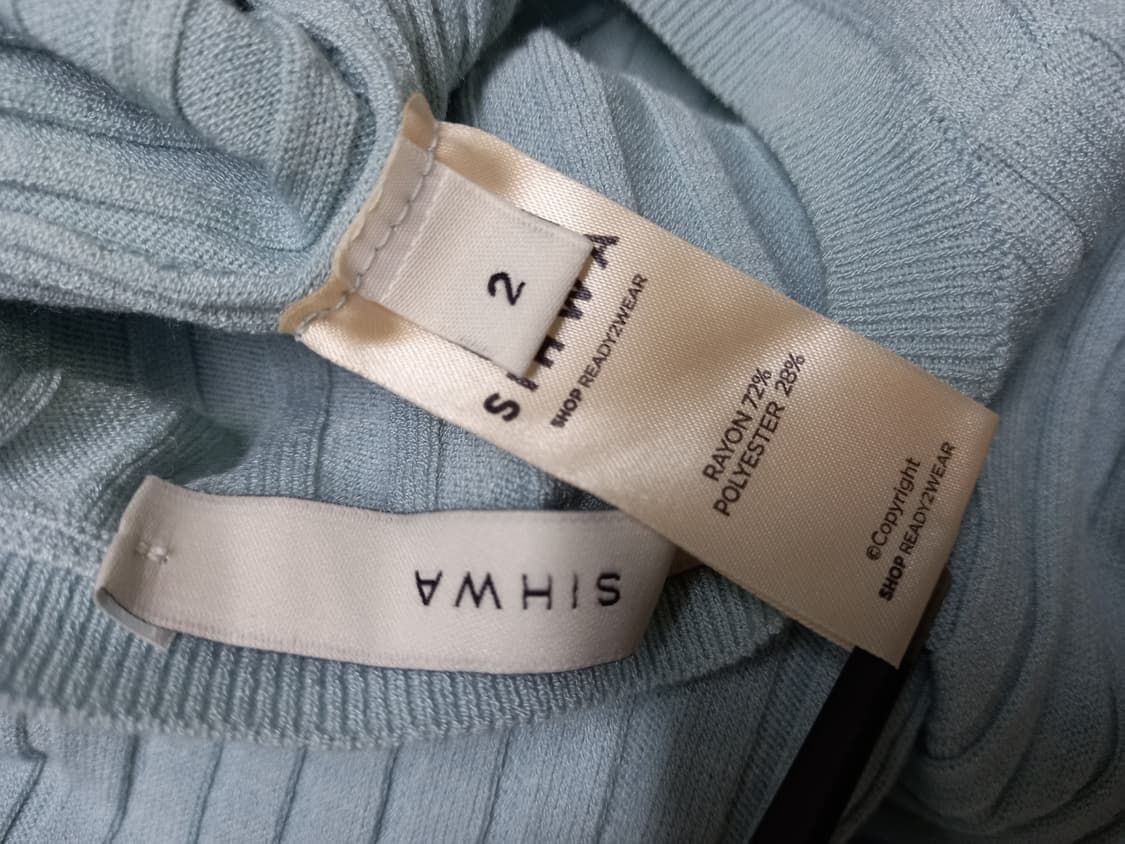 2
SIHWA
SHOP READY2WEAR
RAYON 72%
POLYESTER 28%
©Copyright
SHOP READY2WEAR
SIHWA